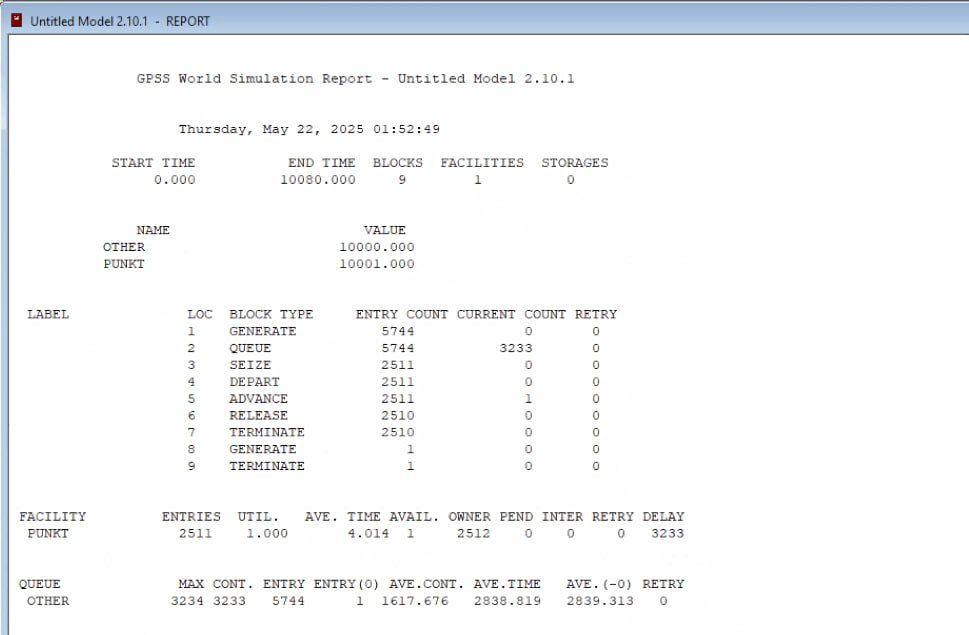 Untitled Model 2.10.1 - REPORT
GPSS World Simulation Report - Untitled Model 2.10.1
Thursday, May 22, 2025 01:52:49
START TIME END TIME BLOCKS FACILITIES STORAGES
0.000 10080.000 9 1 0
NAME VALUE
OTHER 10000.000
PUNKT 10001.000
LABEL LOC BLOCK TYPE ENTRY COUNT CURRENT COUNT RETRY
1 GENERATE 5744 0 0
2 QUEUE 5744 3233 0
3 SEIZE 2511 0 0
4 DEPART 2511 0 0
5 ADVANCE 2511 1 0
6 RELEASE 2510 0 0
7 TERMINATE 2510 0 0
8 GENERATE 1 0 0
9 TERMINATE 1 0 0
FACILITY ENTRIES UTIL. AVE. TIME AVAIL. OWNER PEND INTER RETRY DELAY
PUNKT 2511 1.000 4.014 1 2512 0 0 0 3233
QUEUE MAX CONT. ENTRY ENTRY(0) AVE.CONT. AVE.TIME AVE.(-0) RETRY
OTHER 3234 3233 5744 1 1617.676 2838.819 2839.313 0